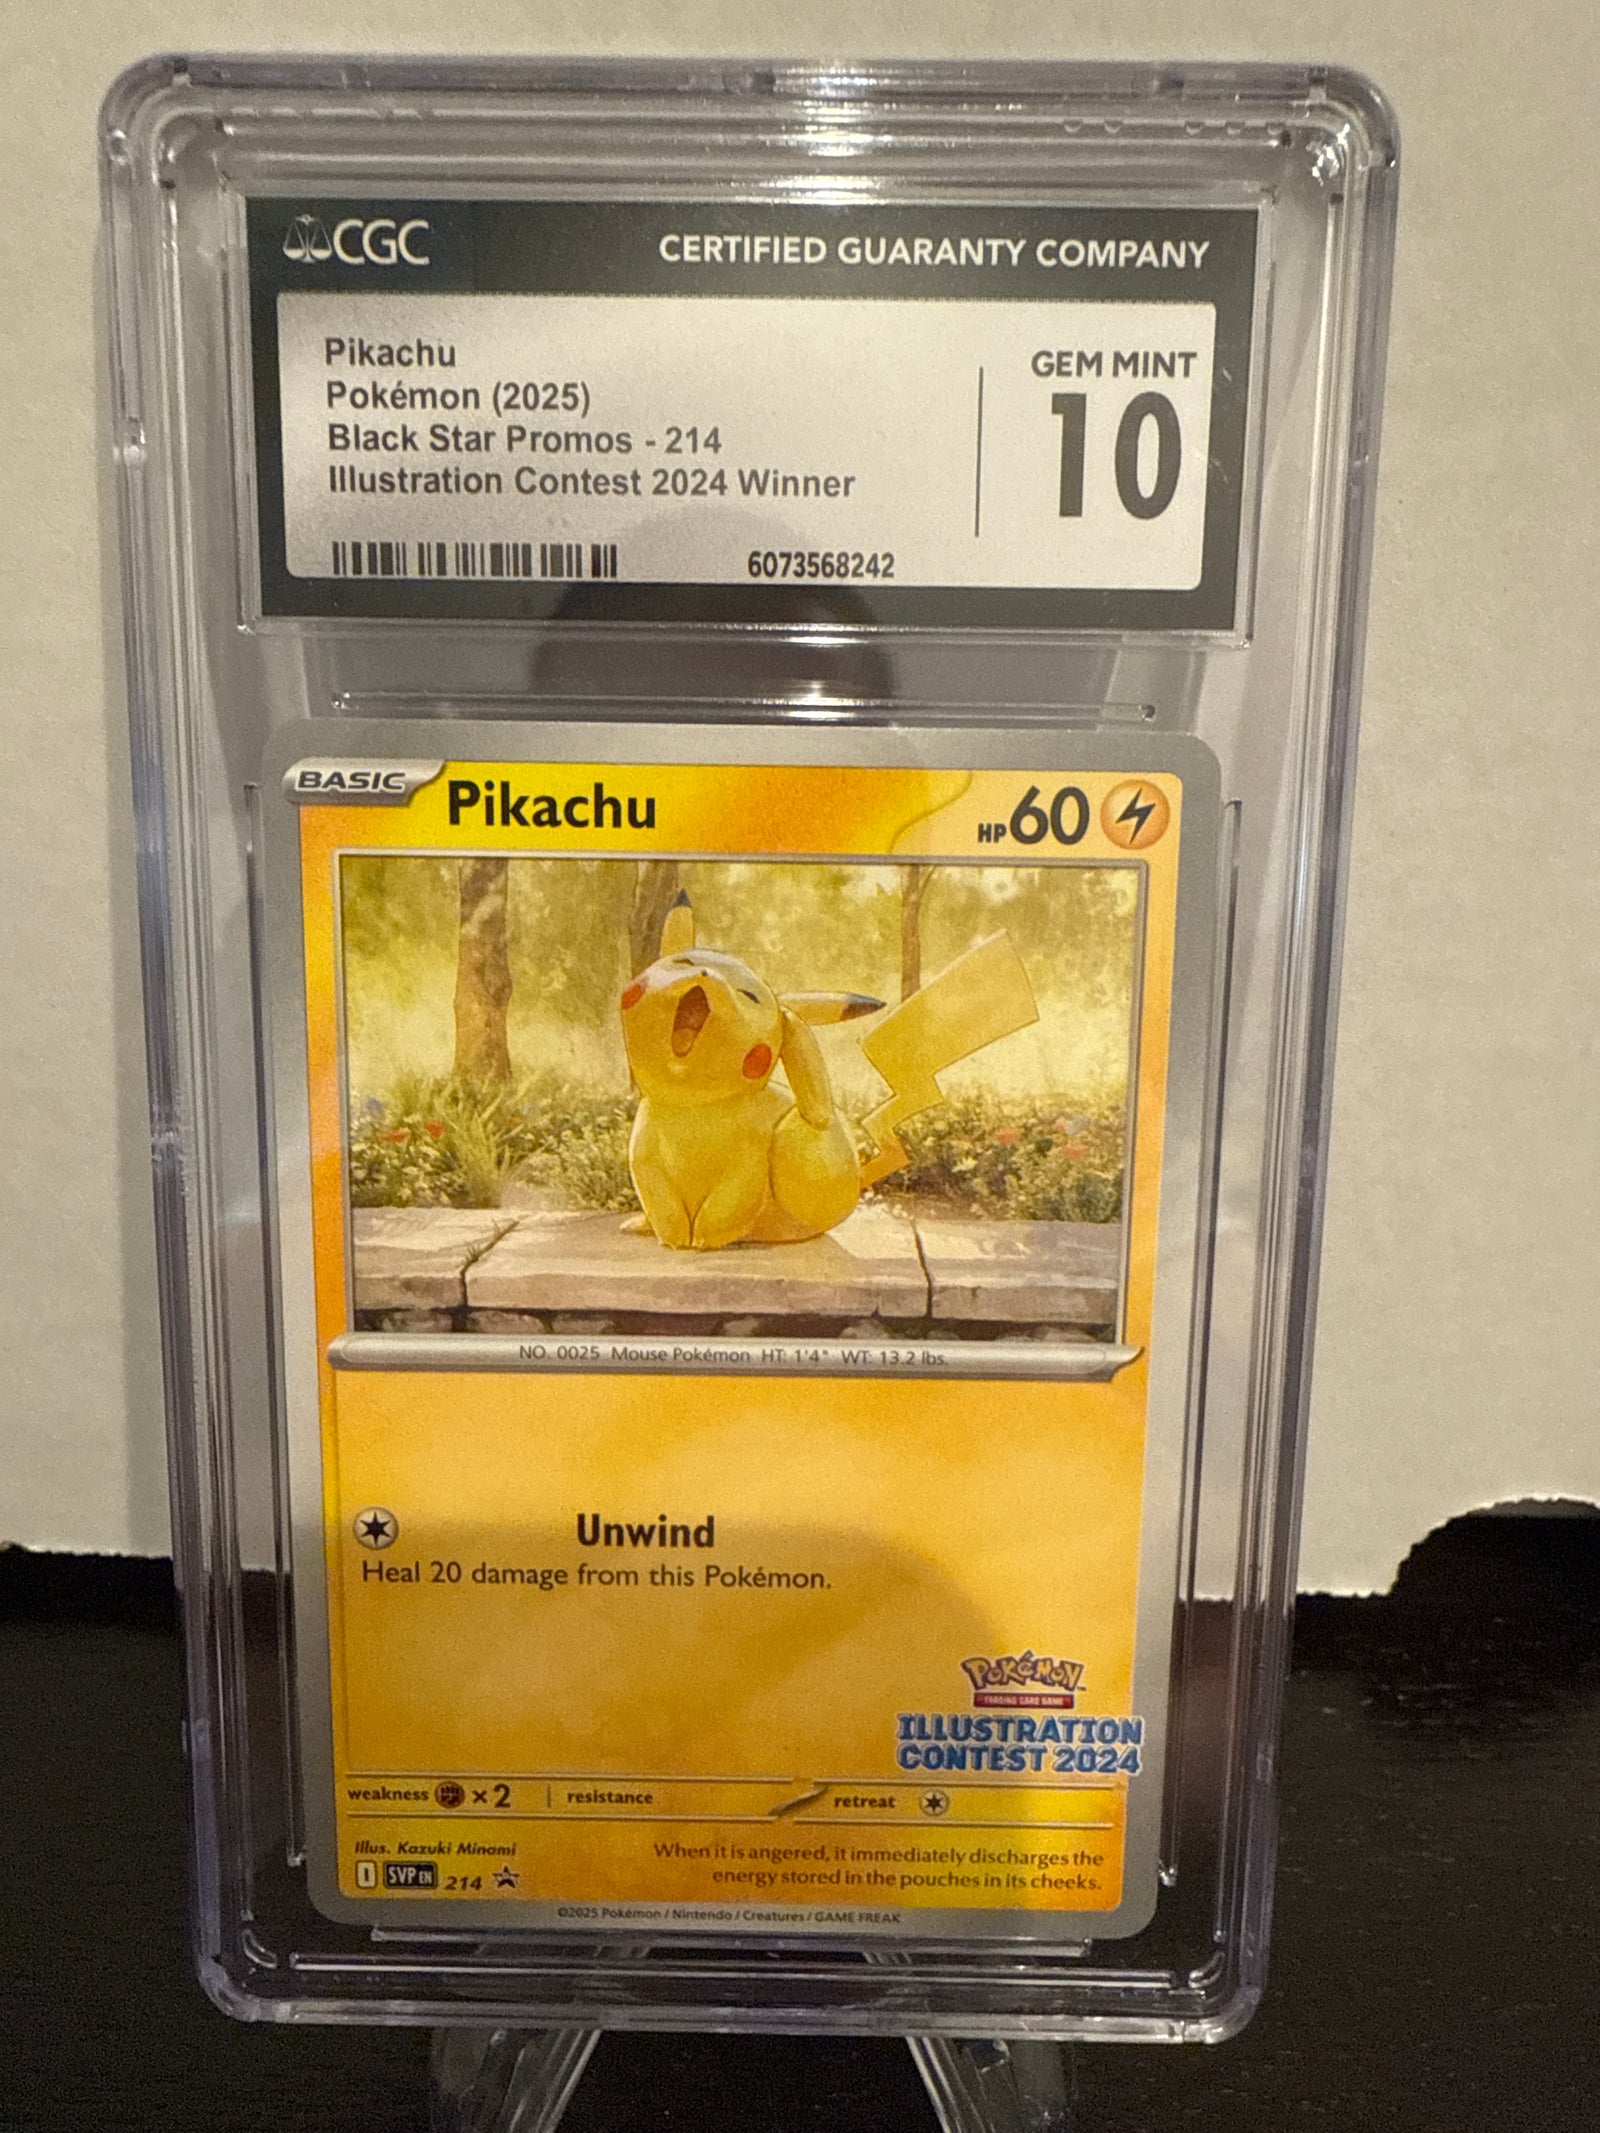 CGC
CERTIFIED GUARANTY COMPANY
Pikachu
Pokémon (2025)
Black Star Promos - 214
Illustration Contest 2024 Winner
6073568242
GEM MINT
10
BASIC
Pikachu
HP60
NO. 0025 Mouse Pokémon HT: 1'4" WT: 13.2 lbs.
Unwind
Heal 20 damage from this Pokémon.
POKéMON
TRADING CARD GAME
ILLUSTRATION
CONTEST 2024
weakness ×2 | resistance
retreat
Illus. Kazuki Minami
When it is angered, it immediately discharges the
energy stored in the pouches in its cheeks.
I SVP EN 214
©2025 Pokémon / Nintendo / Creatures / GAME FREAK